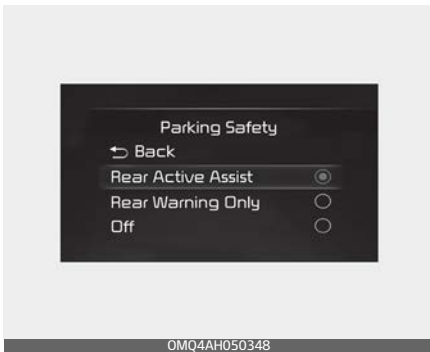 Parking Safety
Back
Rear Active Assist
Rear Warning Only
Off
OMQ4AH050348